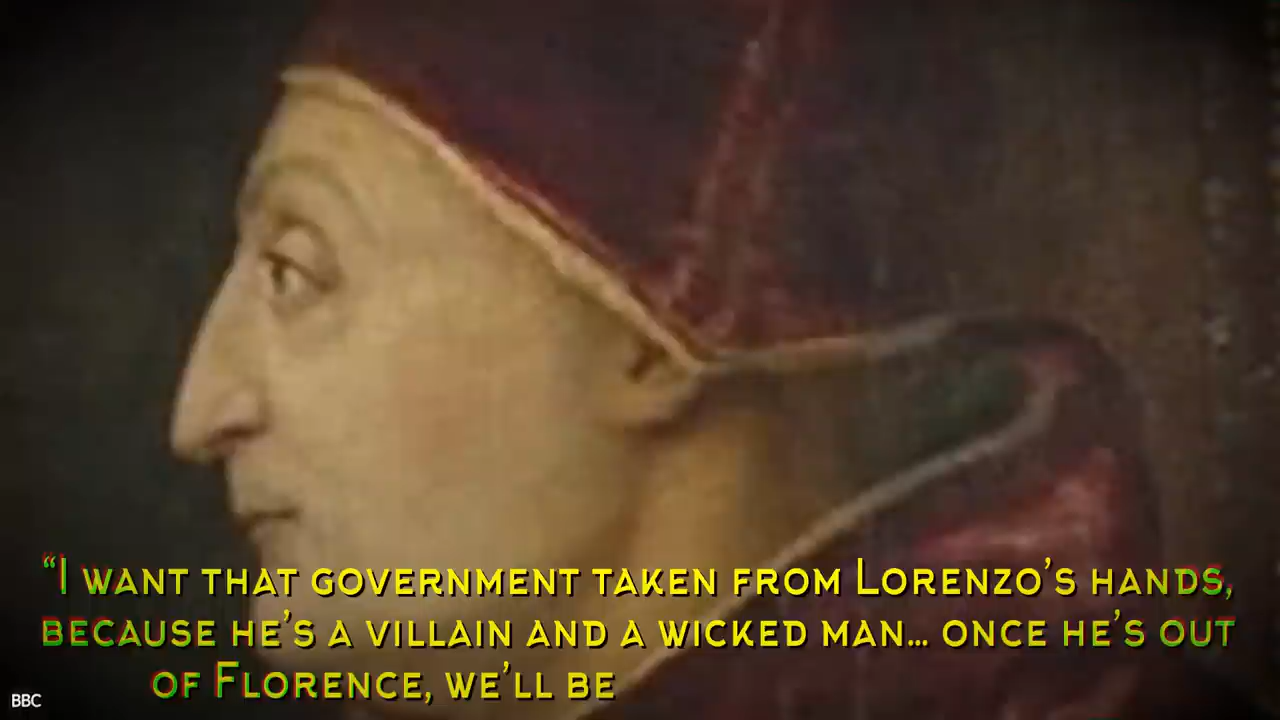 “I want that government taken from Lorenzo’s hands,
because he’s a villain and a wicked man... once he’s out
of Florence, we’ll be
BBC